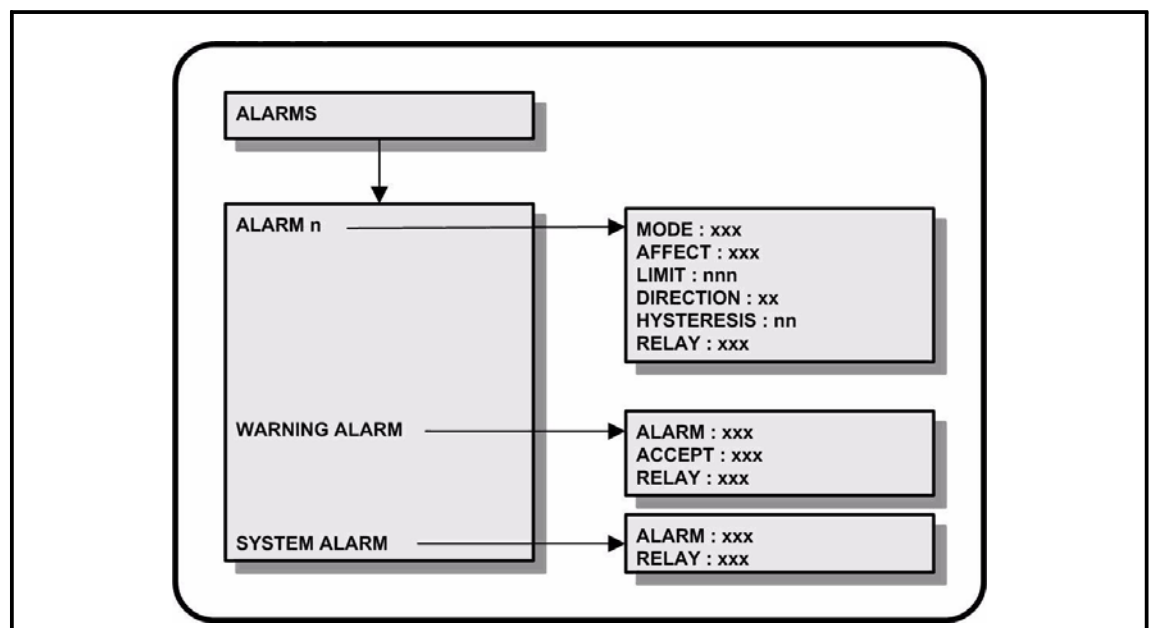 ALARMS
ALARM n
MODE : xxx
AFFECT : xxx
LIMIT : nnn
DIRECTION : xx
HYSTERESIS : nn
RELAY : xxx
WARNING ALARM
ALARM : xxx
ACCEPT : xxx
RELAY : xxx
SYSTEM ALARM
ALARM : xxx
RELAY : xxx